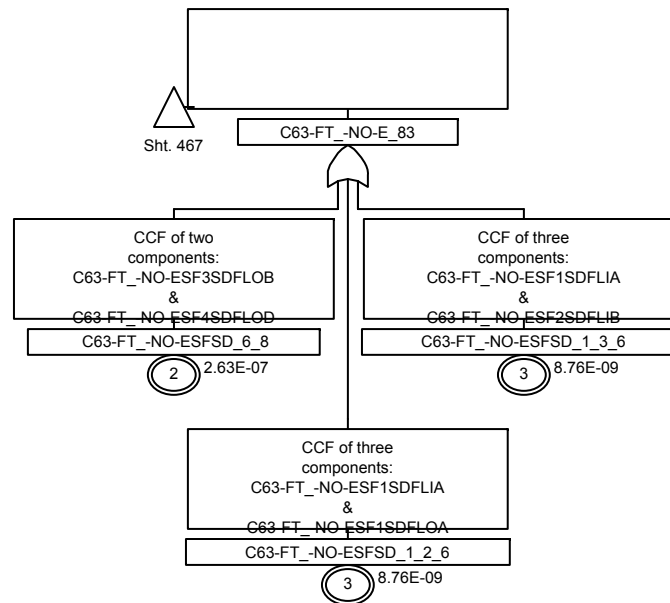 Sht. 467
C63-FT_-NO-E_83
CCF of two
components:
C63-FT_-NO-ESF3SDFLOB
&
C63-FT_-NO-ESF4SDFLOD
C63-FT_-NO-ESFSD_6_8
2
2.63E-07
CCF of three
components:
C63-FT_-NO-ESF1SDFLIA
&
C63-FT_-NO-ESF2SDFLIB
C63-FT_-NO-ESFSD_1_3_6
3
8.76E-09
CCF of three
components:
C63-FT_-NO-ESF1SDFLIA
&
C63-FT_-NO-ESF1SDFLOA
C63-FT_-NO-ESFSD_1_2_6
3
8.76E-09